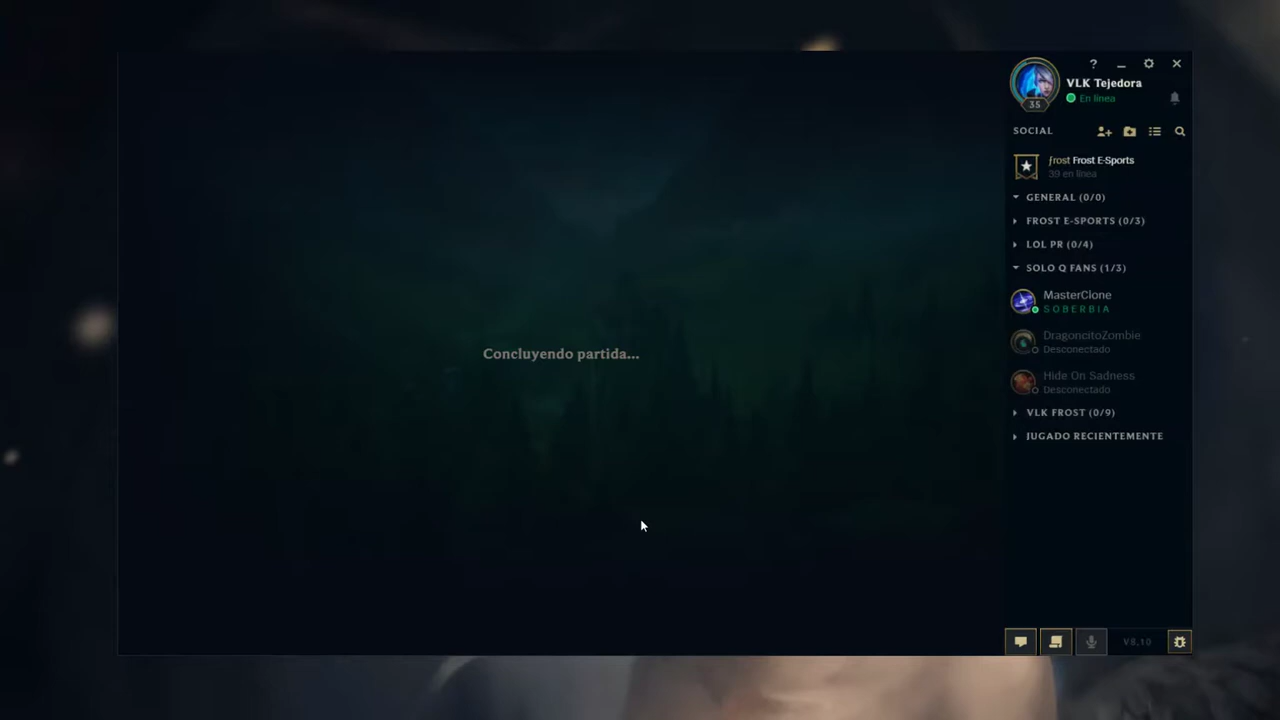 ?
VLK Tejedora
35
En línea
SOCIAL
ƒrost Frost E-Sports
39 en línea
GENERAL (0/0)
FROST E-SPORTS (0/3)
LOL PR (0/4)
SOLO Q FANS (1/3)
MasterClone
SOBERBIA
DragoncitoZombie
Desconectado
Hide On Sadness
Desconectado
VLK FROST (0/9)
JUGADO RECIENTEMENTE
Concluyendo partida...
V8.10